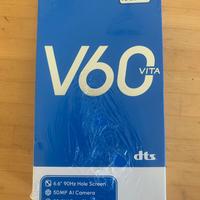 V60
VITA
dts
6.6" 90Hz Hole Screen
50MP AI Camera